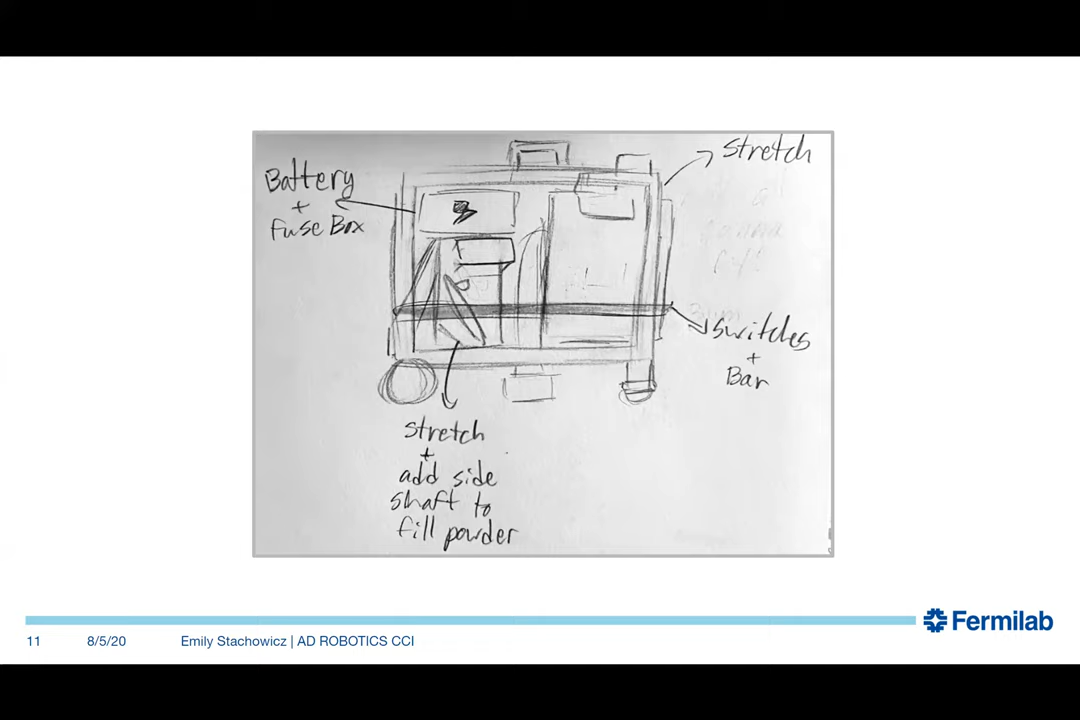 stretch
Battery
+
fuse Box
switches
+
Bar
stretch
+
add side
shaft to
fill powder
Fermilab
11 8/5/20 Emily Stachowicz | AD ROBOTICS CCI